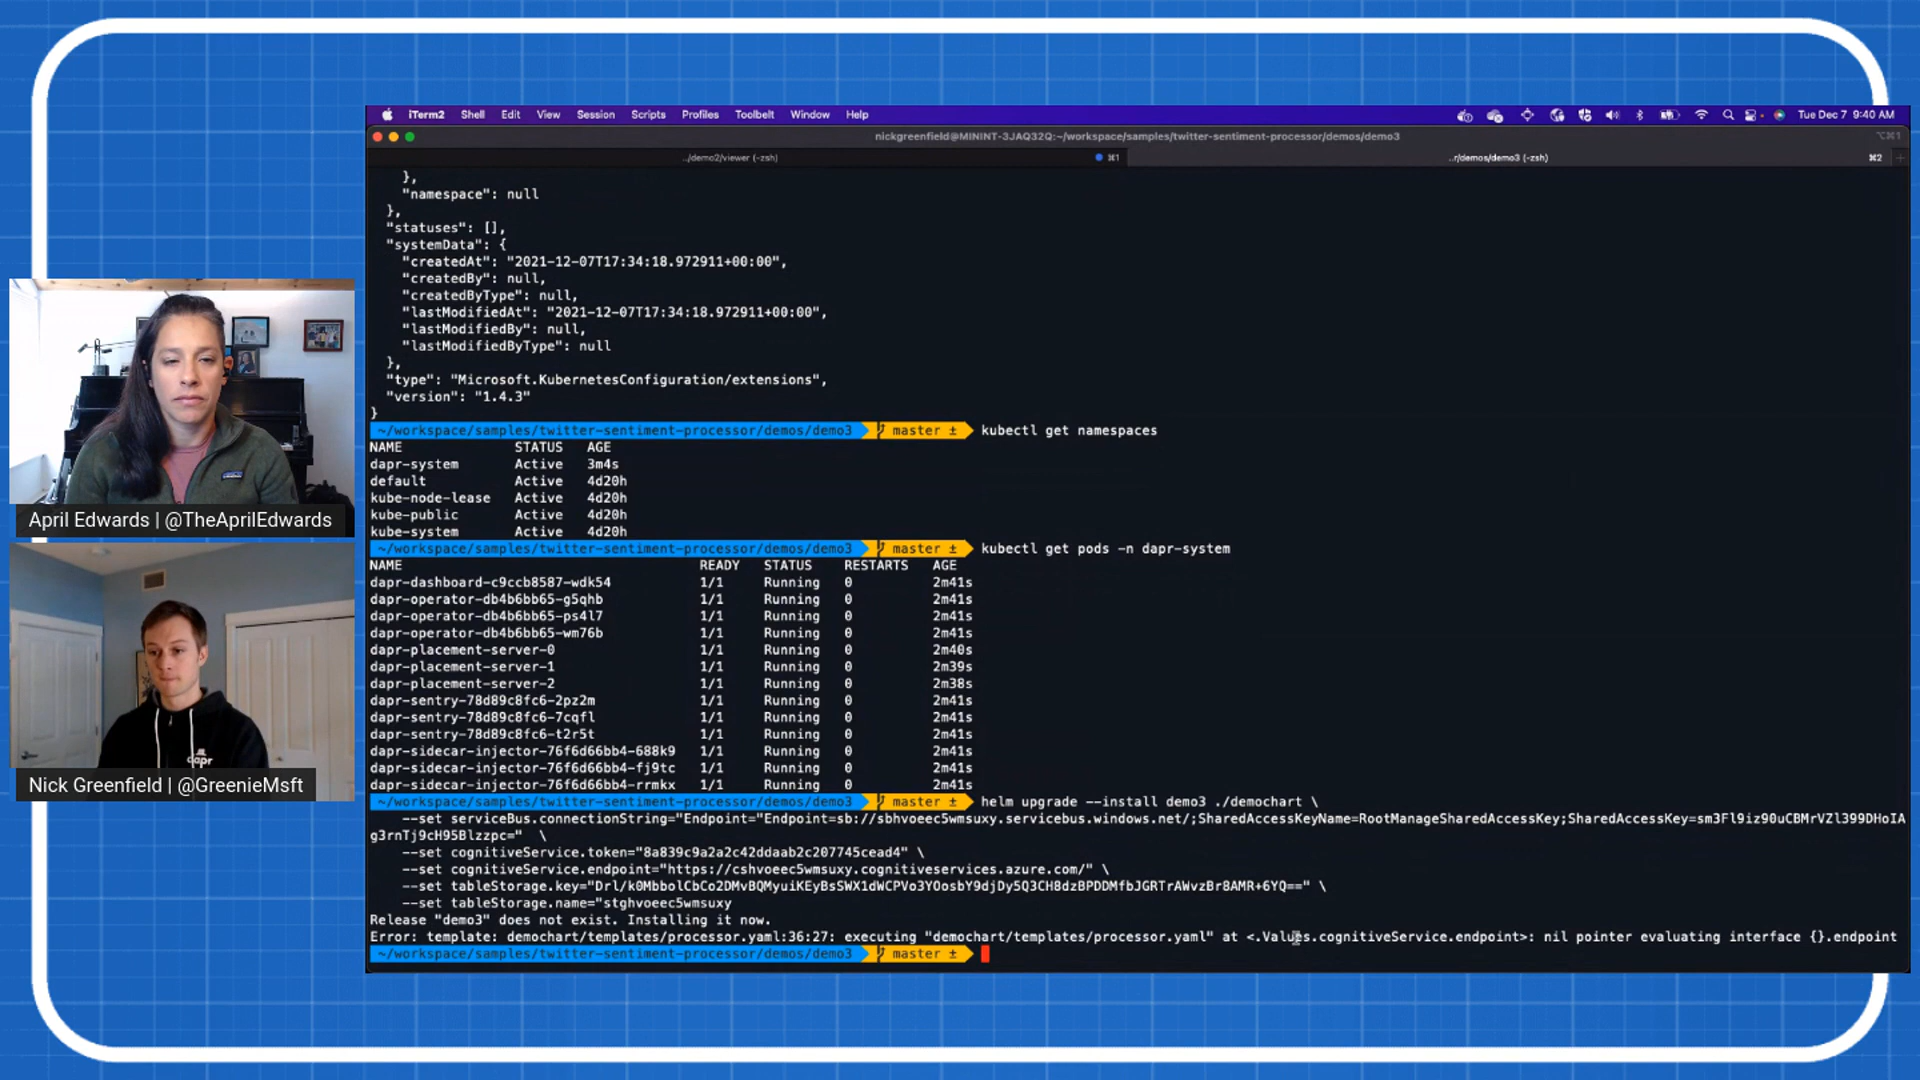 iTerm2 Shell Edit View Session Scripts Profiles Toolbelt Window Help Tue Dec 7 9:40 AM
nickgreenfield@MININT-3JAQ32Q:~/workspace/samples/twitter-sentiment-processor/demos/demo3 ⌥⌘1
../demo2/viewer (-zsh) ⌘1 ..r/demos/demo3 (-zsh) ⌘2
},
"namespace": null
},
"statuses": [],
"systemData": {
"createdAt": "2021-12-07T17:34:18.972911+00:00",
"createdBy": null,
"createdByType": null,
"lastModifiedAt": "2021-12-07T17:34:18.972911+00:00",
"lastModifiedBy": null,
"lastModifiedByType": null
},
"type": "Microsoft.KubernetesConfiguration/extensions",
"version": "1.4.3"
}
~/workspace/samples/twitter-sentiment-processor/demos/demo3 master ± kubectl get namespaces
NAME STATUS AGE
dapr-system Active 3m4s
default Active 4d20h
kube-node-lease Active 4d20h
kube-public Active 4d20h
kube-system Active 4d20h
~/workspace/samples/twitter-sentiment-processor/demos/demo3 master ± kubectl get pods -n dapr-system
NAME READY STATUS RESTARTS AGE
dapr-dashboard-c9ccb8587-wdk54 1/1 Running 0 2m41s
dapr-operator-db4b6bb65-g5qhb 1/1 Running 0 2m41s
dapr-operator-db4b6bb65-ps4l7 1/1 Running 0 2m41s
dapr-operator-db4b6bb65-wm76b 1/1 Running 0 2m41s
dapr-placement-server-0 1/1 Running 0 2m40s
dapr-placement-server-1 1/1 Running 0 2m39s
dapr-placement-server-2 1/1 Running 0 2m38s
dapr-sentry-78d89c8fc6-2pz2m 1/1 Running 0 2m41s
dapr-sentry-78d89c8fc6-7cqfl 1/1 Running 0 2m41s
dapr-sentry-78d89c8fc6-t2r5t 1/1 Running 0 2m41s
dapr-sidecar-injector-76f6d66bb4-688k9 1/1 Running 0 2m41s
dapr-sidecar-injector-76f6d66bb4-fj9tc 1/1 Running 0 2m41s
dapr-sidecar-injector-76f6d66bb4-rrmkx 1/1 Running 0 2m41s
~/workspace/samples/twitter-sentiment-processor/demos/demo3 master ± helm upgrade --install demo3 ./demochart \
--set serviceBus.connectionString="Endpoint="Endpoint=sb://sbhvoeec5wmsuxy.servicebus.windows.net/;SharedAccessKeyName=RootManageSharedAccessKey;SharedAccessKey=sm3Fl9iz90uCBMrVZl399DHoIA
g3rnTj9cH95Blzzpc=" \
--set cognitiveService.token="8a839c9a2a2c42ddaab2c207745cead4" \
--set cognitiveService.endpoint="https://cshvoeec5wmsuxy.cognitiveservices.azure.com/" \
--set tableStorage.key="Drl/k0MbbolCbCo2DMvBQMyuiKEyBsSWX1dWCPVo3YOosbY9djDy5Q3CH8dzBPDDMfbJGRTrAWvzBr8AMR+6YQ==" \
--set tableStorage.name="stghvoeec5wmsuxy
Release "demo3" does not exist. Installing it now.
Error: template: demochart/templates/processor.yaml:36:27: executing "demochart/templates/processor.yaml" at <.Values.cognitiveService.endpoint>: nil pointer evaluating interface {}.endpoint
~/workspace/samples/twitter-sentiment-processor/demos/demo3 master ±
April Edwards | @TheAprilEdwards
dapr
Nick Greenfield | @GreenieMsft